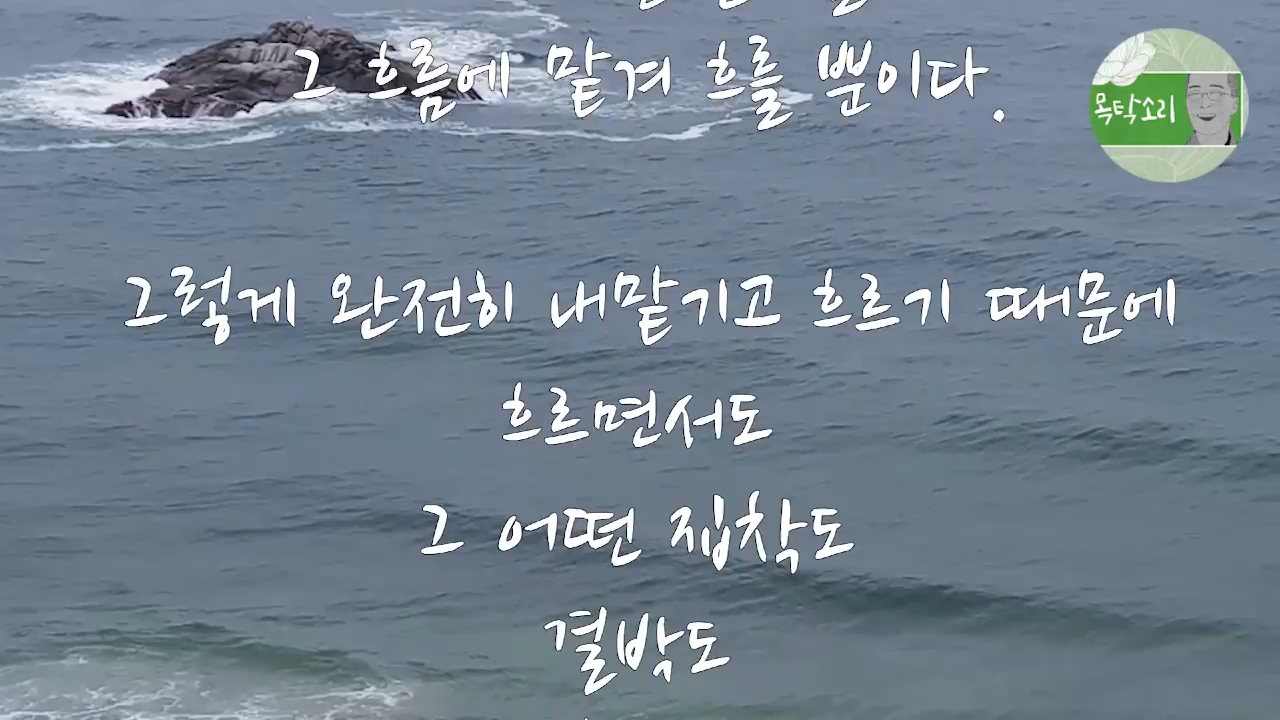 그 흐름에 맡겨 흐를 뿐이다.
목탁소리
그렇게 완전히 내맡기고 흐르기 때문에
흐르면서도
그 어떤 집착도
결박도